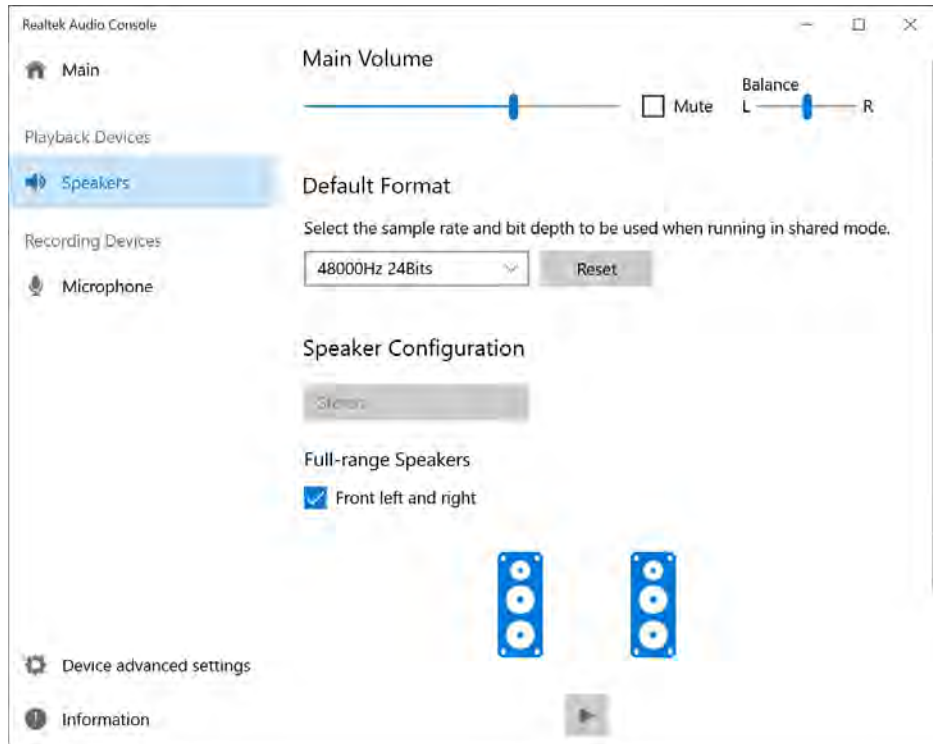 Realtek Audio Console
Main
Playback Devices
Speakers
Recording Devices
Microphone
Device advanced settings
Information
Main Volume
Mute
Balance
L R
Default Format
Select the sample rate and bit depth to be used when running in shared mode.
48000Hz 24Bits
Reset
Speaker Configuration
Stereo
Full-range Speakers
Front left and right